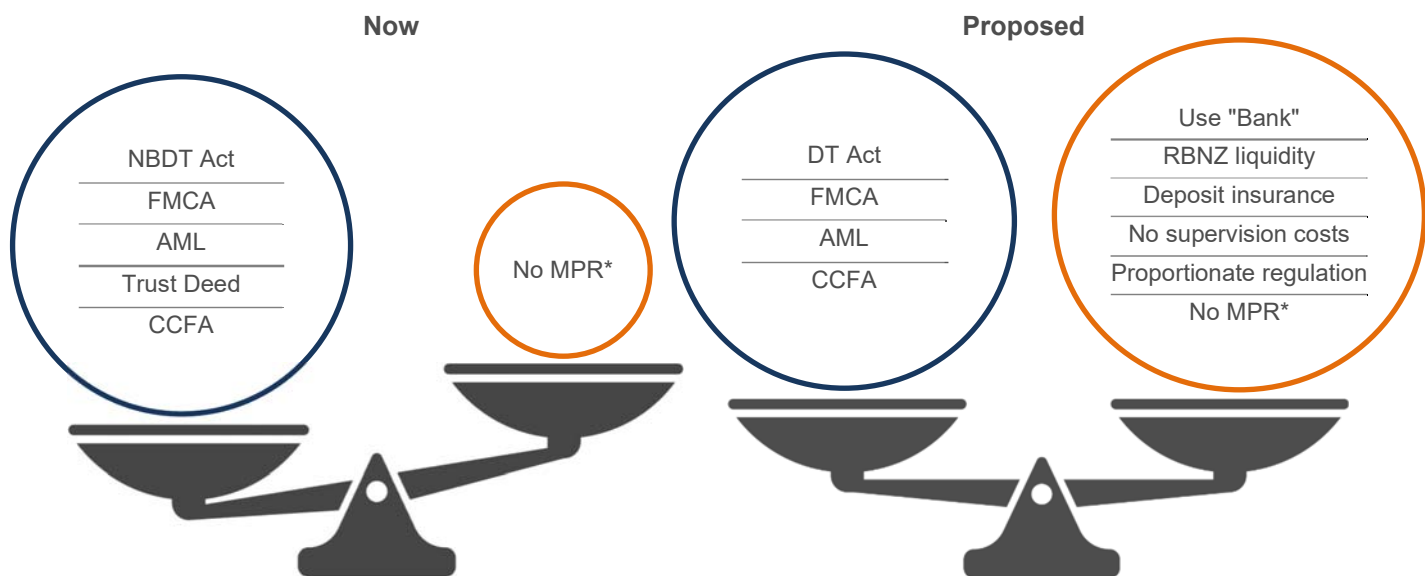 Now
NBDT Act
FMCA
AML
Trust Deed
CCFA
No MPR*
Proposed
DT Act
FMCA
AML
CCFA
Use "Bank"
RBNZ liquidity
Deposit insurance
No supervision costs
Proportionate regulation
No MPR*